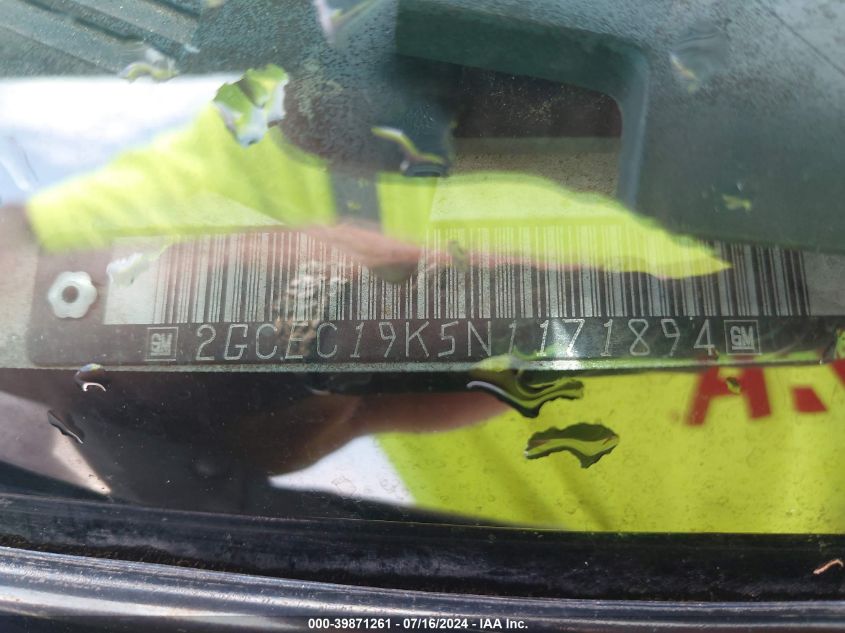 GM 2GCEC19K5N1171894 GM
A.
000-39871261 - 07/16/2024 - IAA Inc.